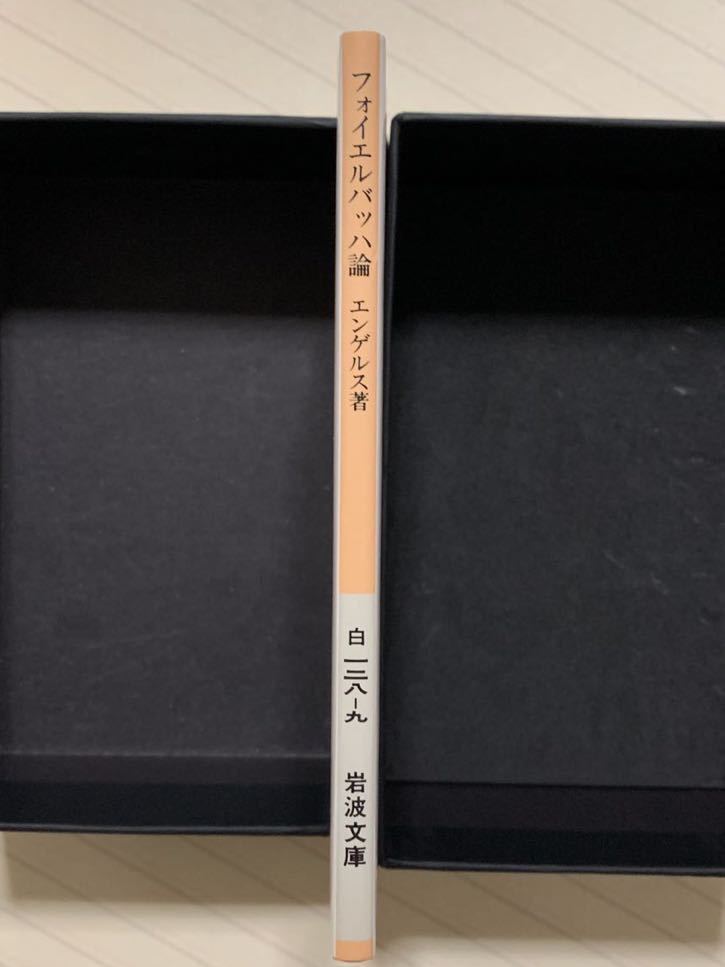 フォイエルバッハ論 エンゲルス著
白一二八-九
岩波文庫